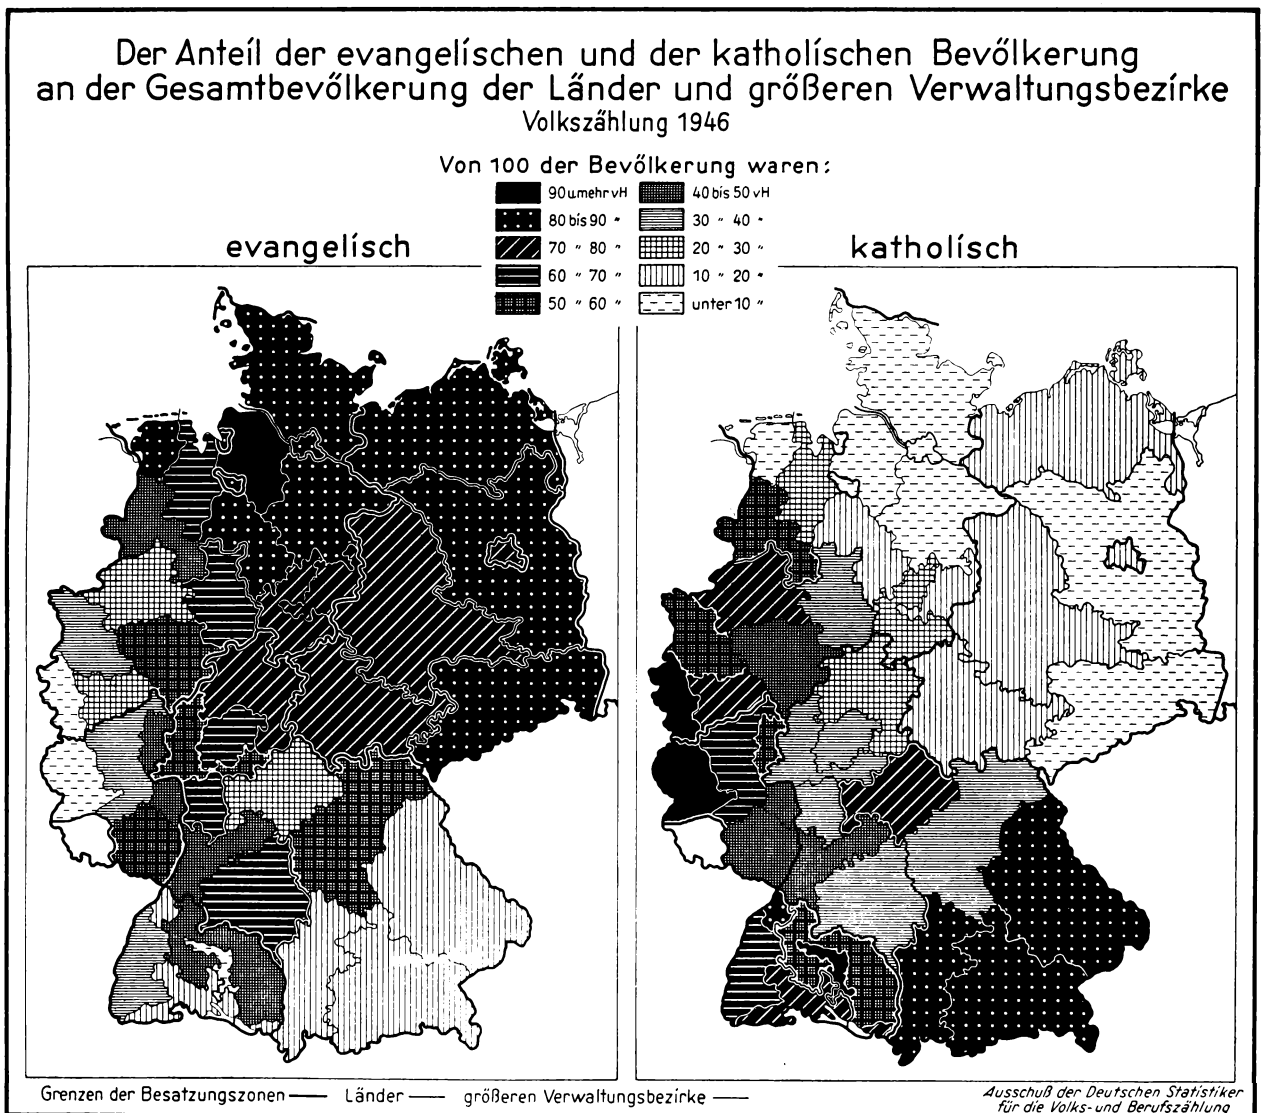 Der Anteil der evangelischen und der katholischen Bevölkerung
an der Gesamtbevölkerung der Länder und größeren Verwaltungsbezirke
Volkszählung 1946
Von 100 der Bevölkerung waren:
90 u.mehr vH
80 bis 90 "
70 " 80 "
60 " 70 "
50 " 60 "
40 bis 50 vH
30 " 40 "
20 " 30 "
10 " 20 "
unter 10 "
evangelisch
katholisch
Grenzen der Besatzungszonen — Länder — größeren Verwaltungsbezirke —
Ausschuß der Deutschen Statistiker
für die Volks- und Berufszählung